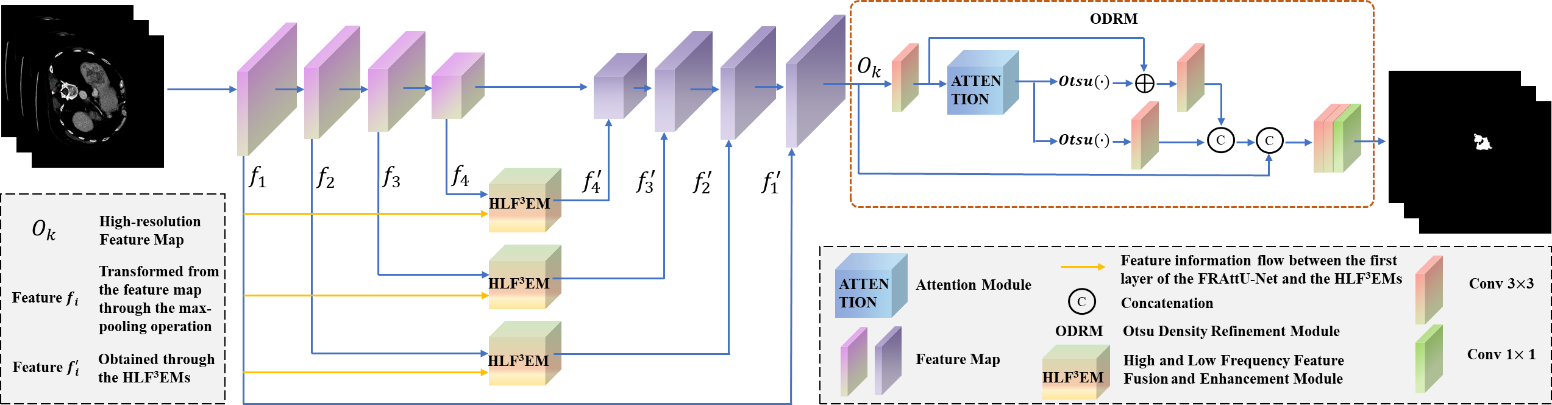 ODRM
O_k
ATTEN
TION
Otsu(·)
Otsu(·)
C
C
f_1
f_2
f_3
f_4
f_4′
f_3′
f_2′
f_1′
HLF³EM
HLF³EM
HLF³EM
O_k
High-resolution
Feature Map
Feature f_i
Transformed from
the feature map
through the max-
pooling operation
Feature f_i′
Obtained through
the HLF³EMs
ATTEN
TION
Attention Module
Feature Map
Feature information flow between the first
layer of the FRAttU-Net and the HLF³EMs
C
Concatenation
ODRM
Otsu Density Refinement Module
HLF³EM
High and Low Frequency Feature
Fusion and Enhancement Module
Conv 3×3
Conv 1× 1